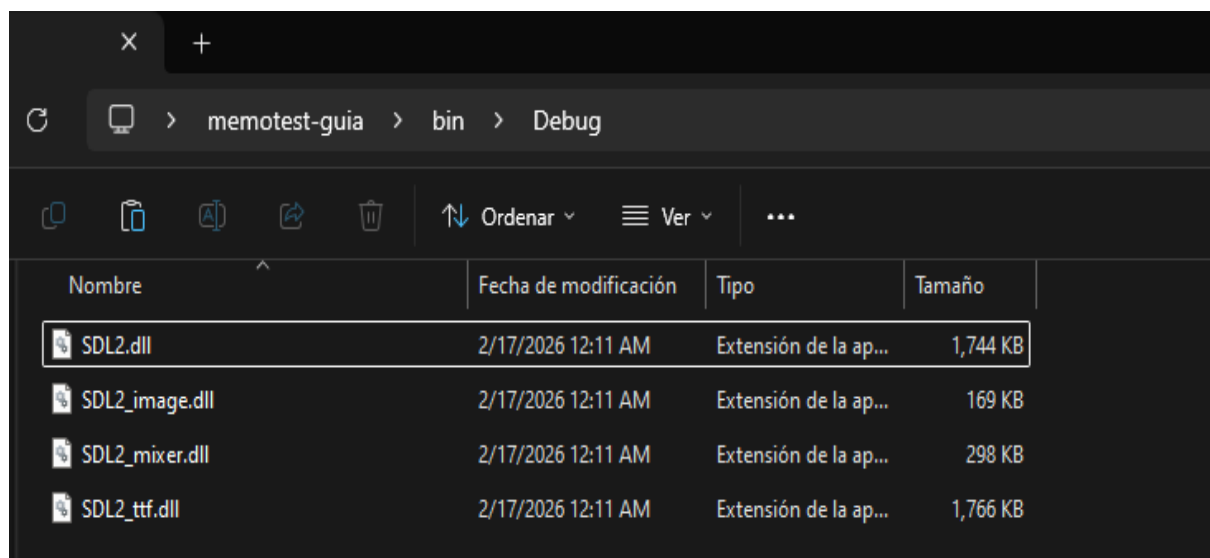 memotest-guia > bin > Debug
Ordenar Ver
Nombre Fecha de modificación Tipo Tamaño
SDL2.dll 2/17/2026 12:11 AM Extensión de la ap... 1,744 KB
SDL2_image.dll 2/17/2026 12:11 AM Extensión de la ap... 169 KB
SDL2_mixer.dll 2/17/2026 12:11 AM Extensión de la ap... 298 KB
SDL2_ttf.dll 2/17/2026 12:11 AM Extensión de la ap... 1,766 KB